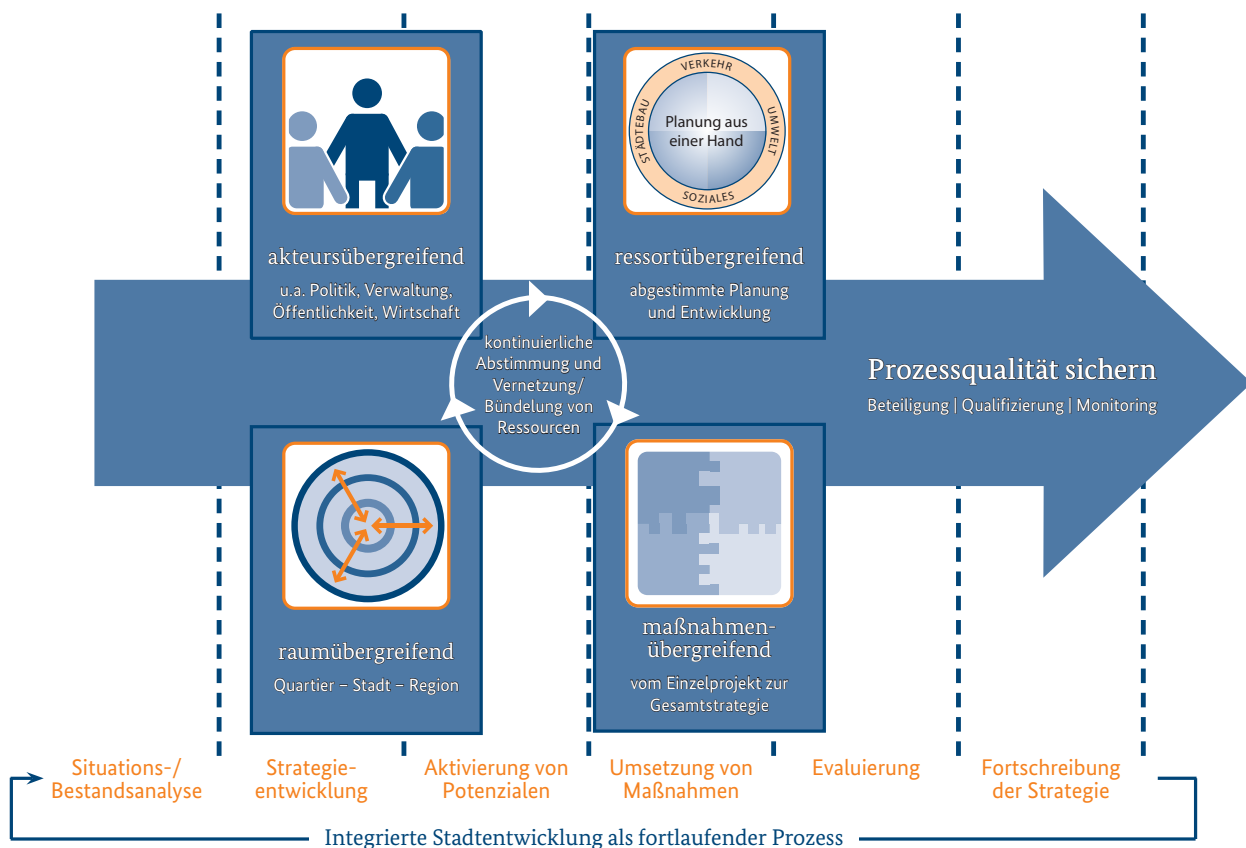 VERKEHR
UMWELT
SOZIALES
STÄDTEBAU
Planung aus
einer Hand
akteursübergreifend
u.a. Politik, Verwaltung,
Öffentlichkeit, Wirtschaft
ressortübergreifend
abgestimmte Planung
und Entwicklung
kontinuierliche
Abstimmung und
Vernetzung/
Bündelung von
Ressourcen
Prozessqualität sichern
Beteiligung | Qualifizierung | Monitoring
raumübergreifend
Quartier – Stadt – Region
maßnahmen-
übergreifend
vom Einzelprojekt zur
Gesamtstrategie
Situations-/
Bestandsanalyse
Strategie-
entwicklung
Aktivierung von
Potenzialen
Umsetzung von
Maßnahmen
Evaluierung
Fortschreibung
der Strategie
Integrierte Stadtentwicklung als fortlaufender Prozess